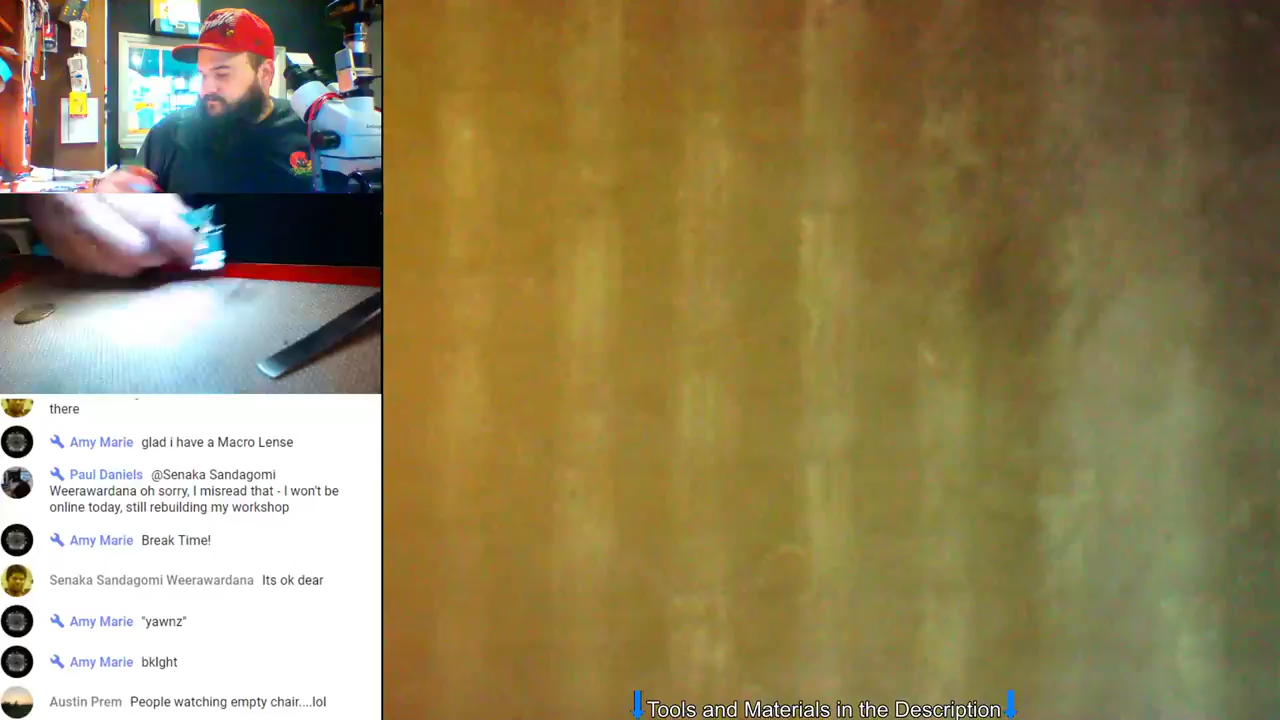 there
Amy Marie glad i have a Macro Lense
Paul Daniels @Senaka Sandagomi
Weerawardana oh sorry, I misread that - I won't be
online today, still rebuilding my workshop
Amy Marie Break Time!
Senaka Sandagomi Weerawardana Its ok dear
Amy Marie "yawnz"
Amy Marie bklght
Austin Prem People watching empty chair....lol
Tools and Materials in the Description